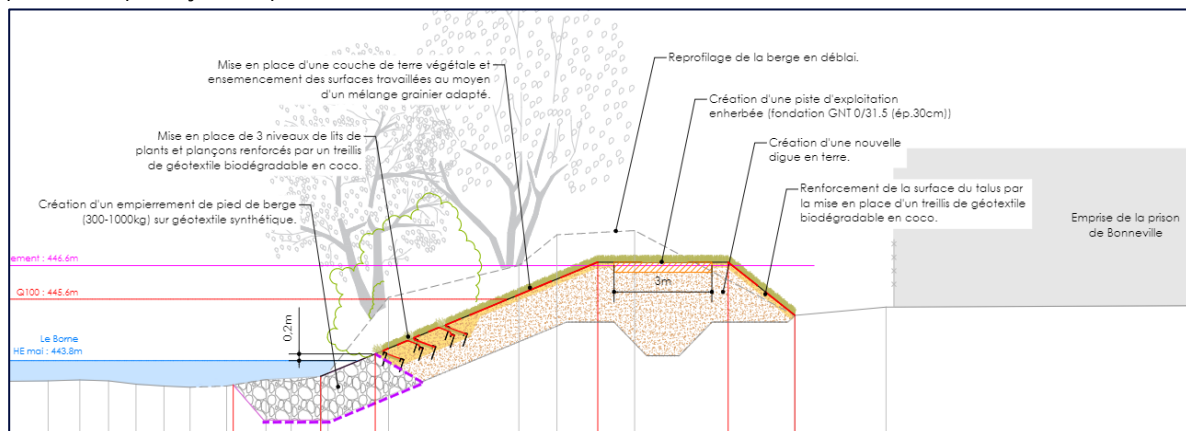 Mise en place d'une couche de terre végétale et
ensemencement des surfaces travaillées au moyen
d'un mélange grainier adapté.
Reprofilage de la berge en déblai.
Création d'une piste d'exploitation
enherbée (fondation GNT 0/31.5 (ép.30cm))
Mise en place de 3 niveaux de lits de
plants et plançons renforcés par un treillis
de géotextile biodégradable en coco.
Création d'une nouvelle
digue en terre.
Création d'un empierrement de pied de berge
(300-1000kg) sur géotextile synthétique.
Renforcement de la surface du talus par
la mise en place d'un treillis de géotextile
biodégradable en coco.
Emprise de la prison
de Bonneville
ement : 446.6m
Q100 : 445.6m
3m
0,2m
Le Borne
HE mai : 443.8m